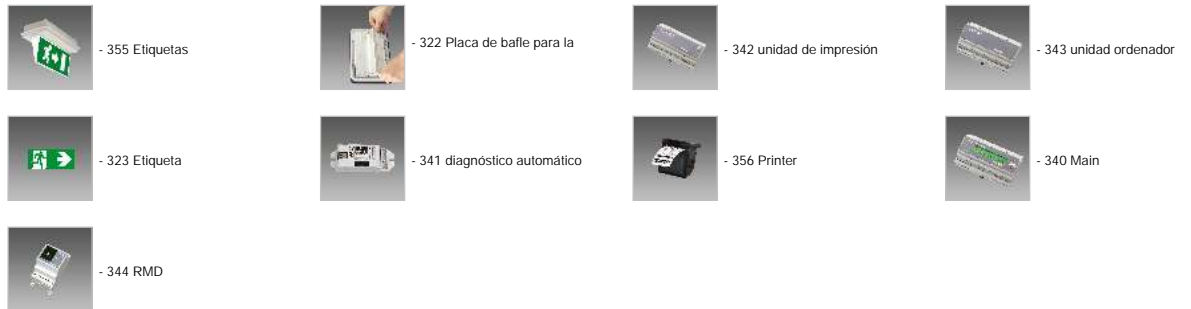 - 355 Etiquetas
- 322 Placa de bafle para la
- 342 unidad de impresión
- 343 unidad ordenador
- 323 Etiqueta
- 341 diagnóstico automático
- 356 Printer
- 340 Main
- 344 RMD